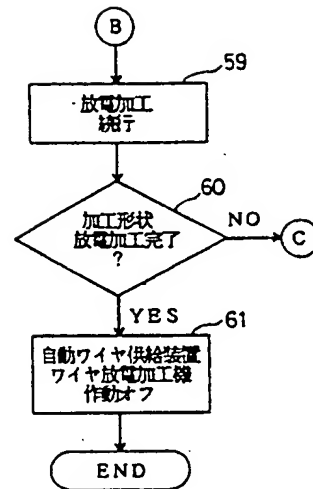 B
59
放電加工
続行
60
加工形状
放電加工完了
?
NO
C
YES
61
自動ワイヤ供給装置
ワイヤ放電加工機
作動オフ
END